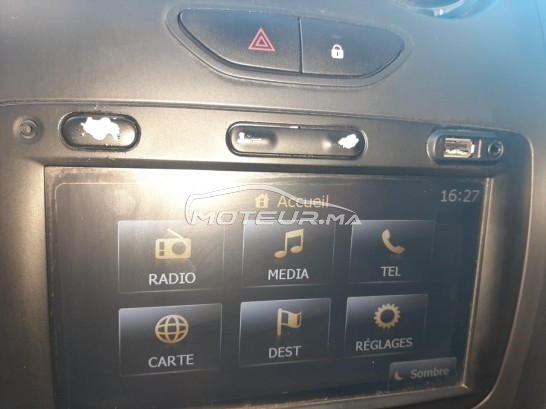 Accueil
16:27
MOTEUR.MA
RADIO
MEDIA
TEL
CARTE
DEST
RÉGLAGES
Sombre